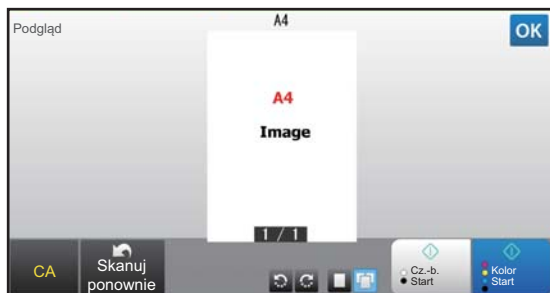 Podgląd
A4
OK
A4
Image
1 / 1
CA
Skanuj
ponownie
Cz.-b.
Start
Kolor
Start